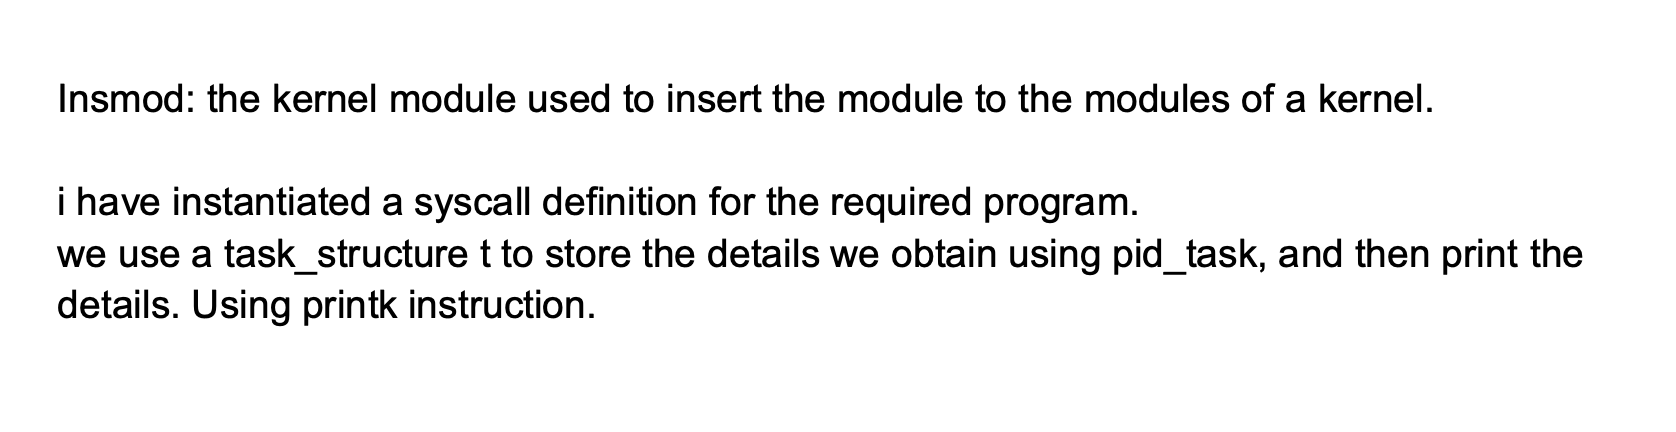 Insmod: the kernel module used to insert the module to the modules of a kernel.
i have instantiated a syscall definition for the required program.
we use a task_structure t to store the details we obtain using pid_task, and then print the
details. Using printk instruction.